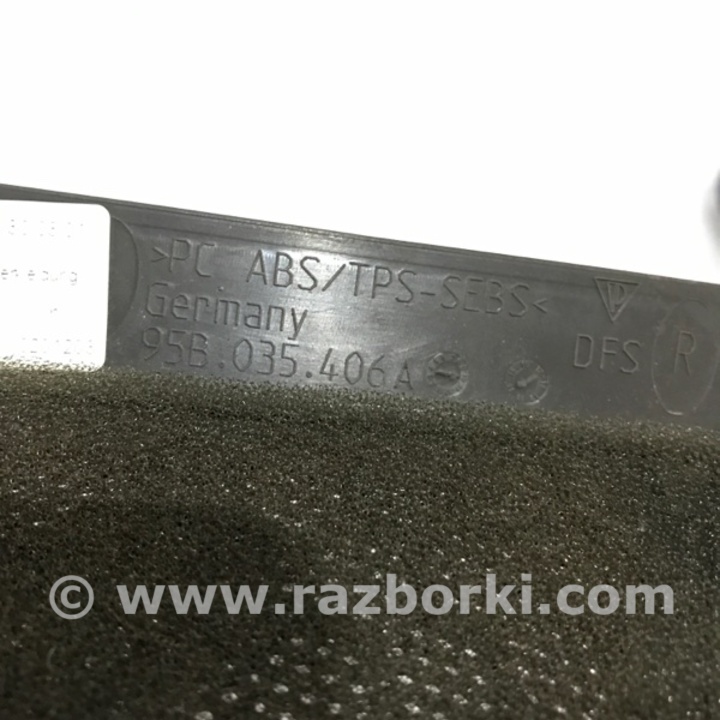 >PC ABS/TPS-SEBS<
Germany
95B.035.406A
DFS R
© www.razborki.com